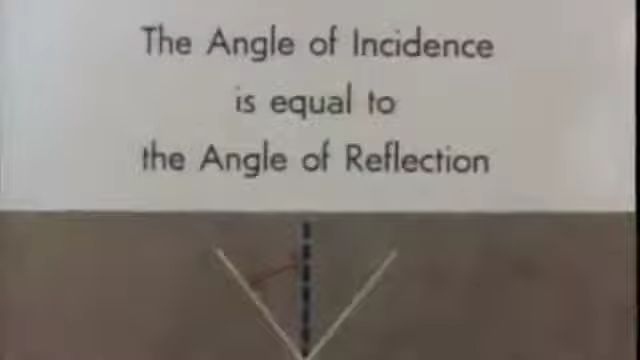 The Angle of Incidence
is equal to
the Angle of Reflection